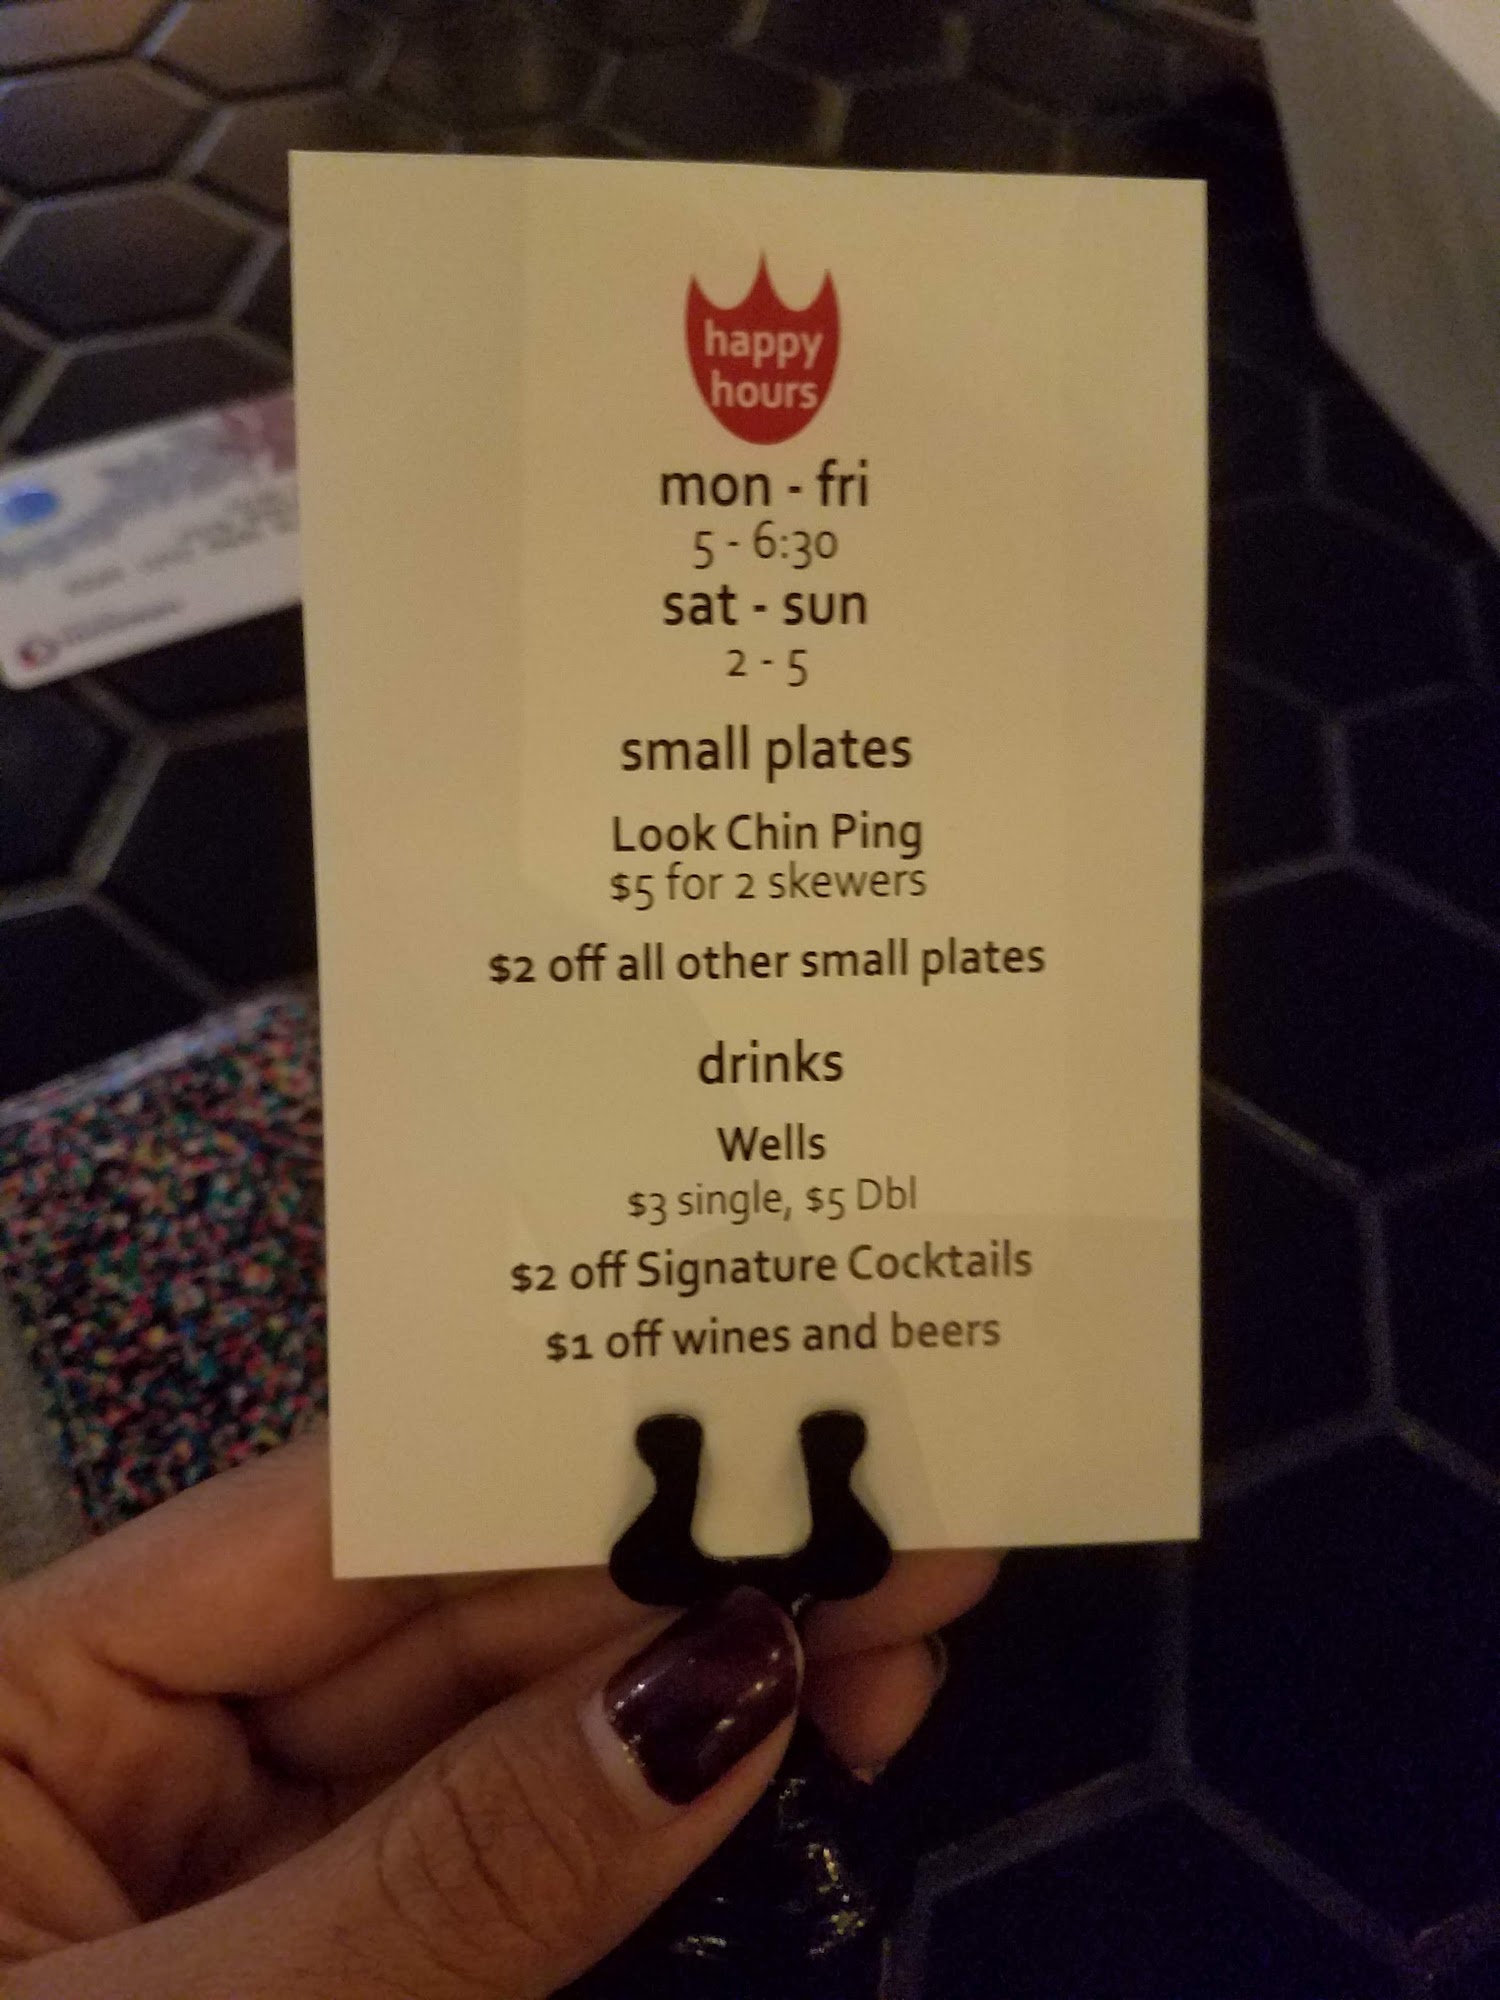 happy
hours
mon - fri
5 - 6:30
sat - sun
2 - 5
small plates
Look Chin Ping
$5 for 2 skewers
$2 off all other small plates
drinks
Wells
$3 single, $5 Dbl
$2 off Signature Cocktails
$1 off wines and beers